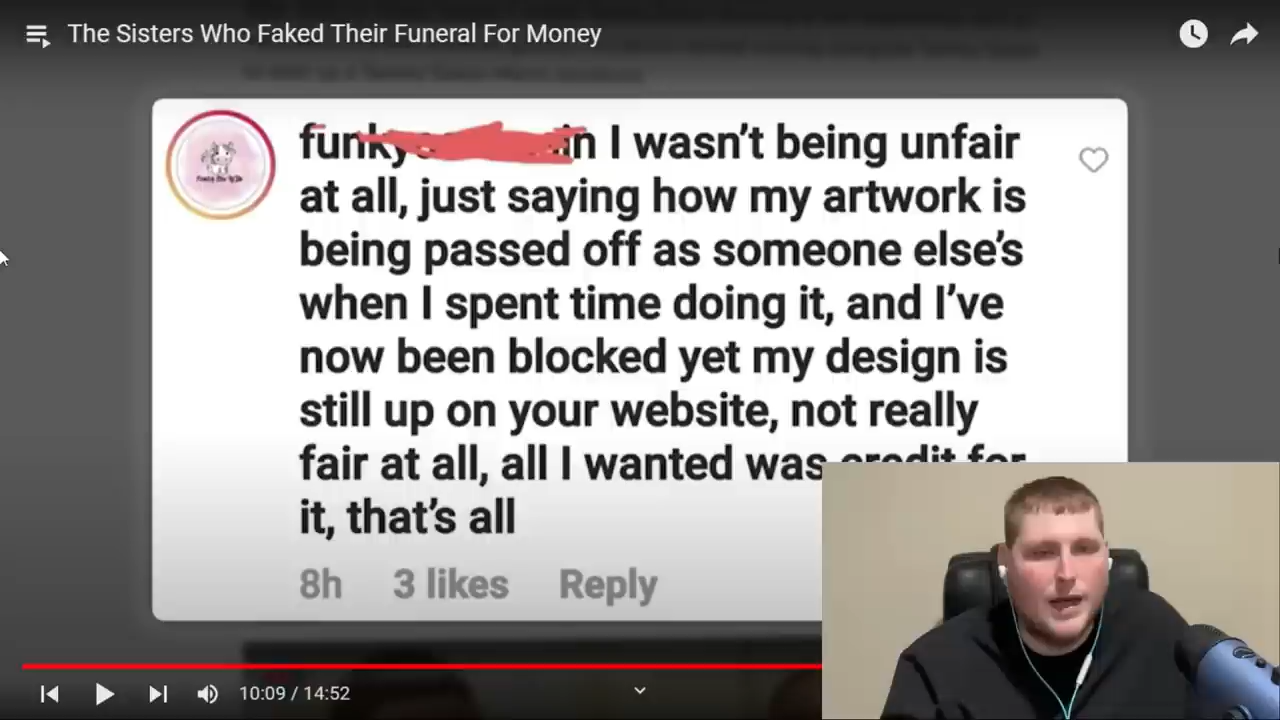 The Sisters Who Faked Their Funeral For Money
I wasn't being unfair
at all, just saying how my artwork is
being passed off as someone else's
when I spent time doing it, and I've
now been blocked yet my design is
still up on your website, not really
fair at all, all I wanted was credit for
it, that's all
8h 3 likes Reply
10:09 / 14:52